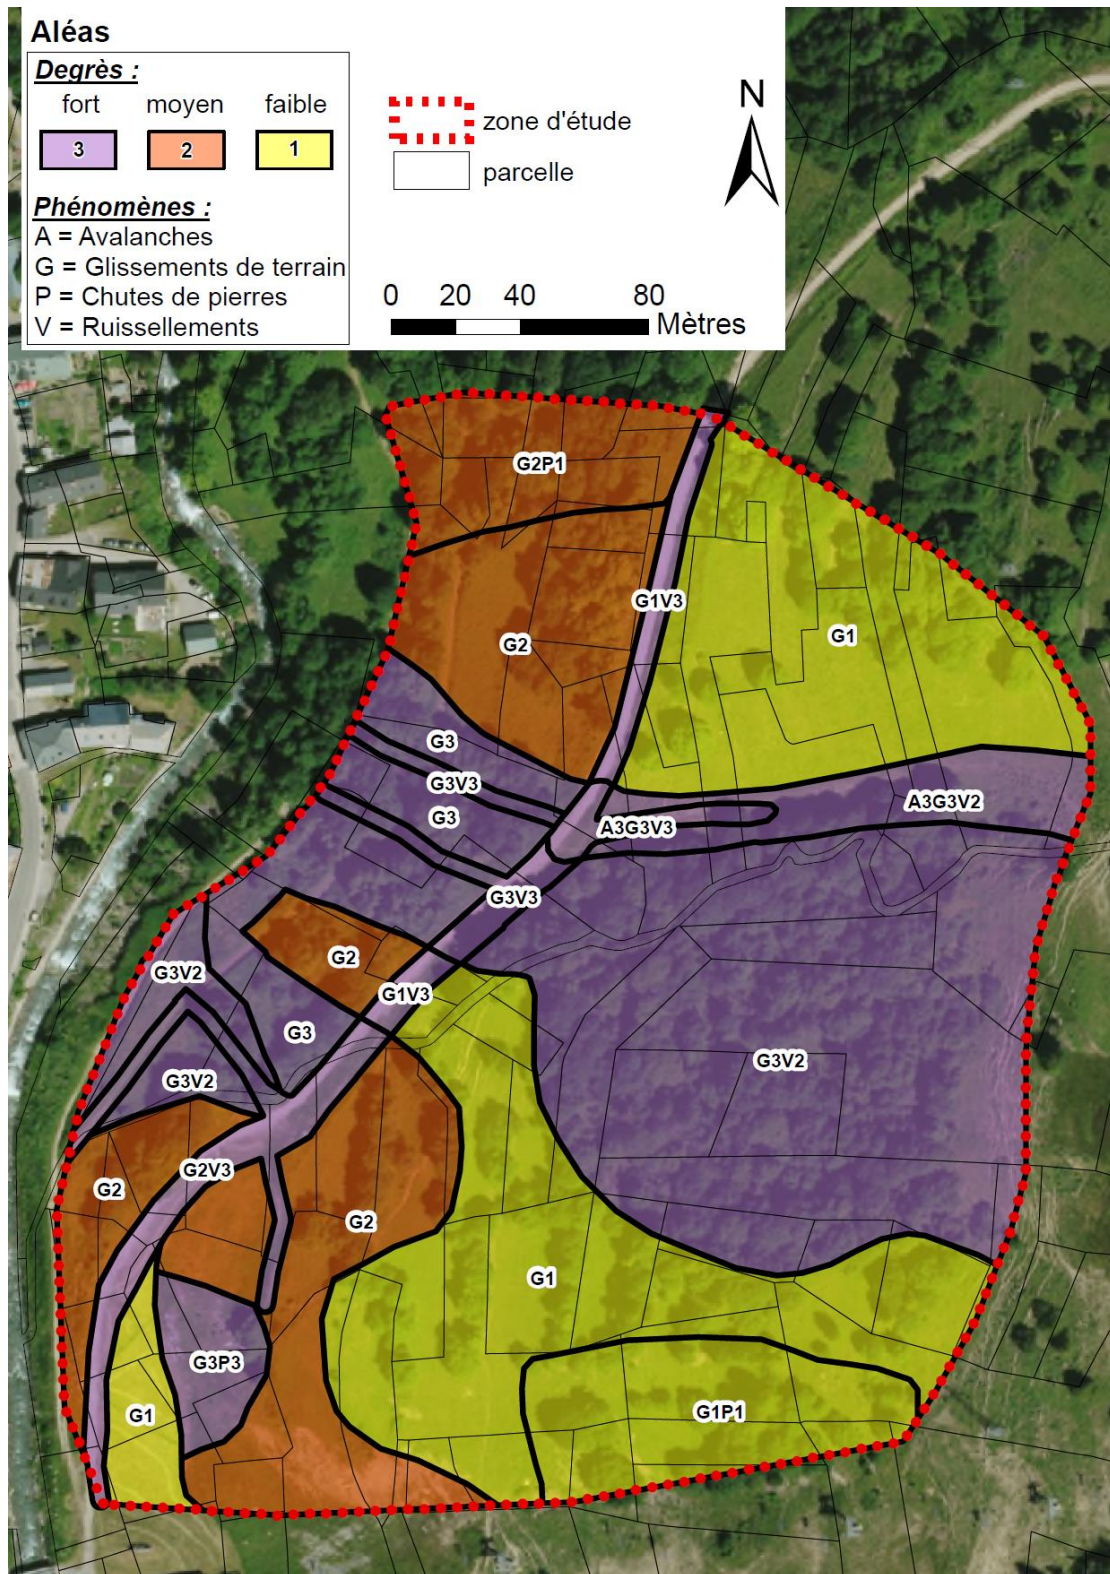 Aléas
Degrès :
fort moyen faible
3 2 1
Phénomènes :
A = Avalanches
G = Glissements de terrain
P = Chutes de pierres
V = Ruissellements
zone d'étude
parcelle
N
0 20 40 80
Mètres
G2P1
G1V3
G1
G2
G3
G3V3
G3
A3G3V2
A3G3V3
G3V3
G2
G3V2
G1V3
G3
G3V2
G3V2
G2V3
G2
G2
G1
G3P3
G1
G1P1